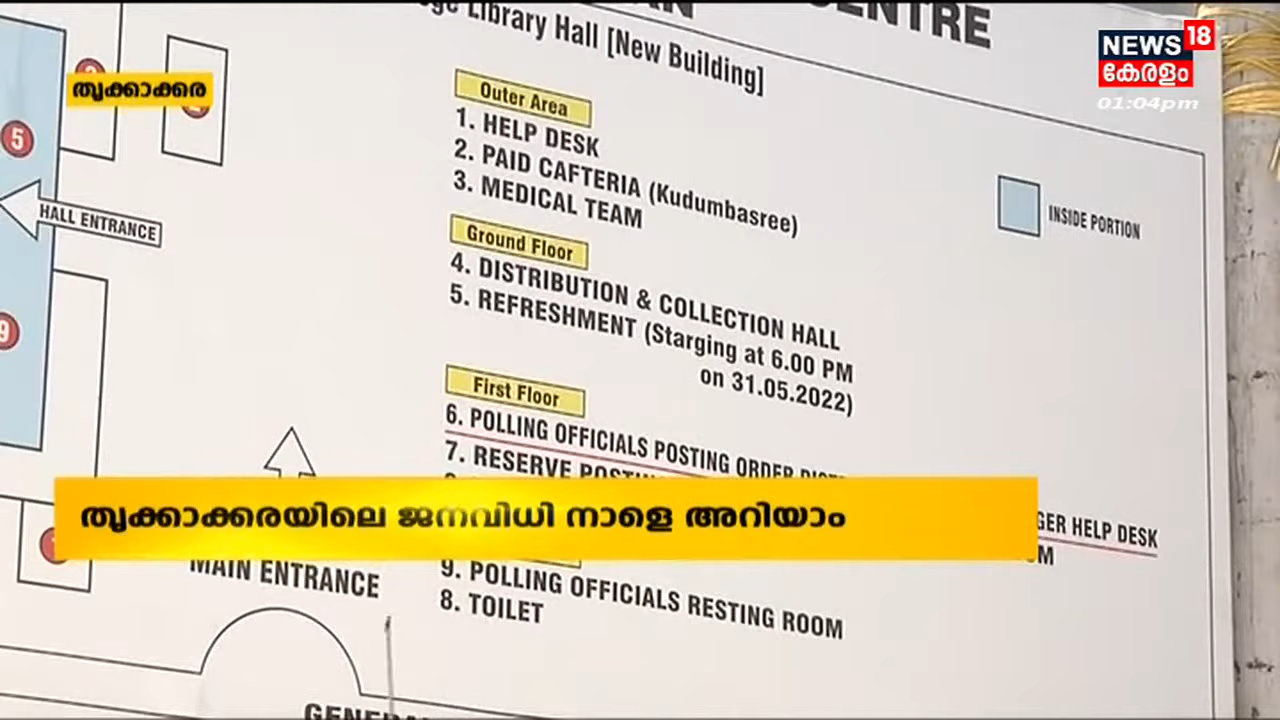 ENTRE
Library Hall [New Building]
NEWS 18
കേരളം
01:04pm
തൃക്കാക്കര
5
HALL ENTRANCE
9
Outer Area
1. HELP DESK
2. PAID CAFTERIA (Kudumbasree)
3. MEDICAL TEAM
INSIDE PORTION
Ground Floor
4. DISTRIBUTION & COLLECTION HALL
5. REFRESHMENT (Starging at 6.00 PM
on 31.05.2022)
First Floor
6. POLLING OFFICIALS POSTING ORDER
7. RESERVE
തൃക്കാക്കരയിലെ ജനവിധി നാളെ അറിയാം
HELP DESK
MAIN ENTRANCE
9. POLLING OFFICIALS RESTING ROOM
8. TOILET